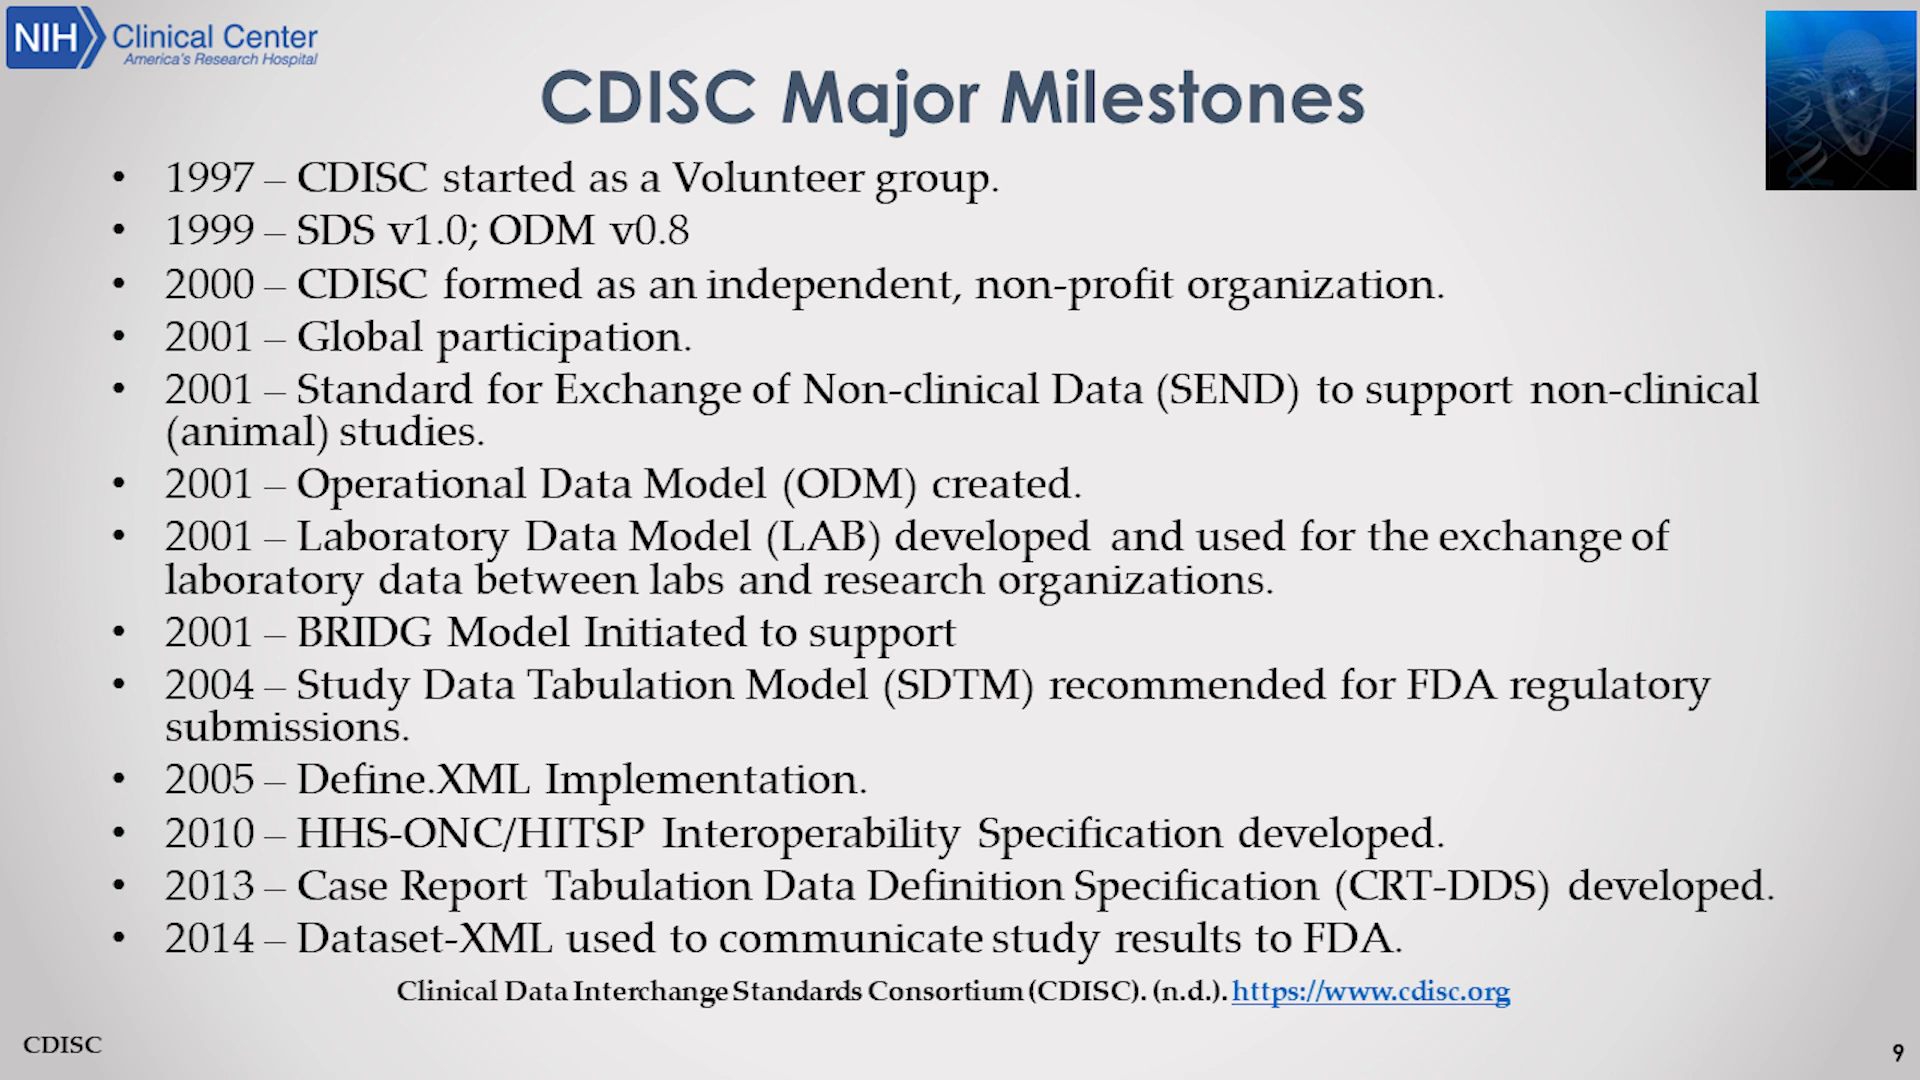 NIH Clinical Center
America's Research Hospital
CDISC Major Milestones
• 1997 – CDISC started as a Volunteer group.
• 1999 – SDS v1.0; ODM v0.8
• 2000 – CDISC formed as an independent, non-profit organization.
• 2001 – Global participation.
• 2001 – Standard for Exchange of Non-clinical Data (SEND) to support non-clinical
(animal) studies.
• 2001 – Operational Data Model (ODM) created.
• 2001 – Laboratory Data Model (LAB) developed and used for the exchange of
laboratory data between labs and research organizations.
• 2001 – BRIDG Model Initiated to support
• 2004 – Study Data Tabulation Model (SDTM) recommended for FDA regulatory
submissions.
• 2005 – Define.XML Implementation.
• 2010 – HHS-ONC/HITSP Interoperability Specification developed.
• 2013 – Case Report Tabulation Data Definition Specification (CRT-DDS) developed.
• 2014 – Dataset-XML used to communicate study results to FDA.
Clinical Data Interchange Standards Consortium (CDISC). (n.d.). https://www.cdisc.org
CDISC
9